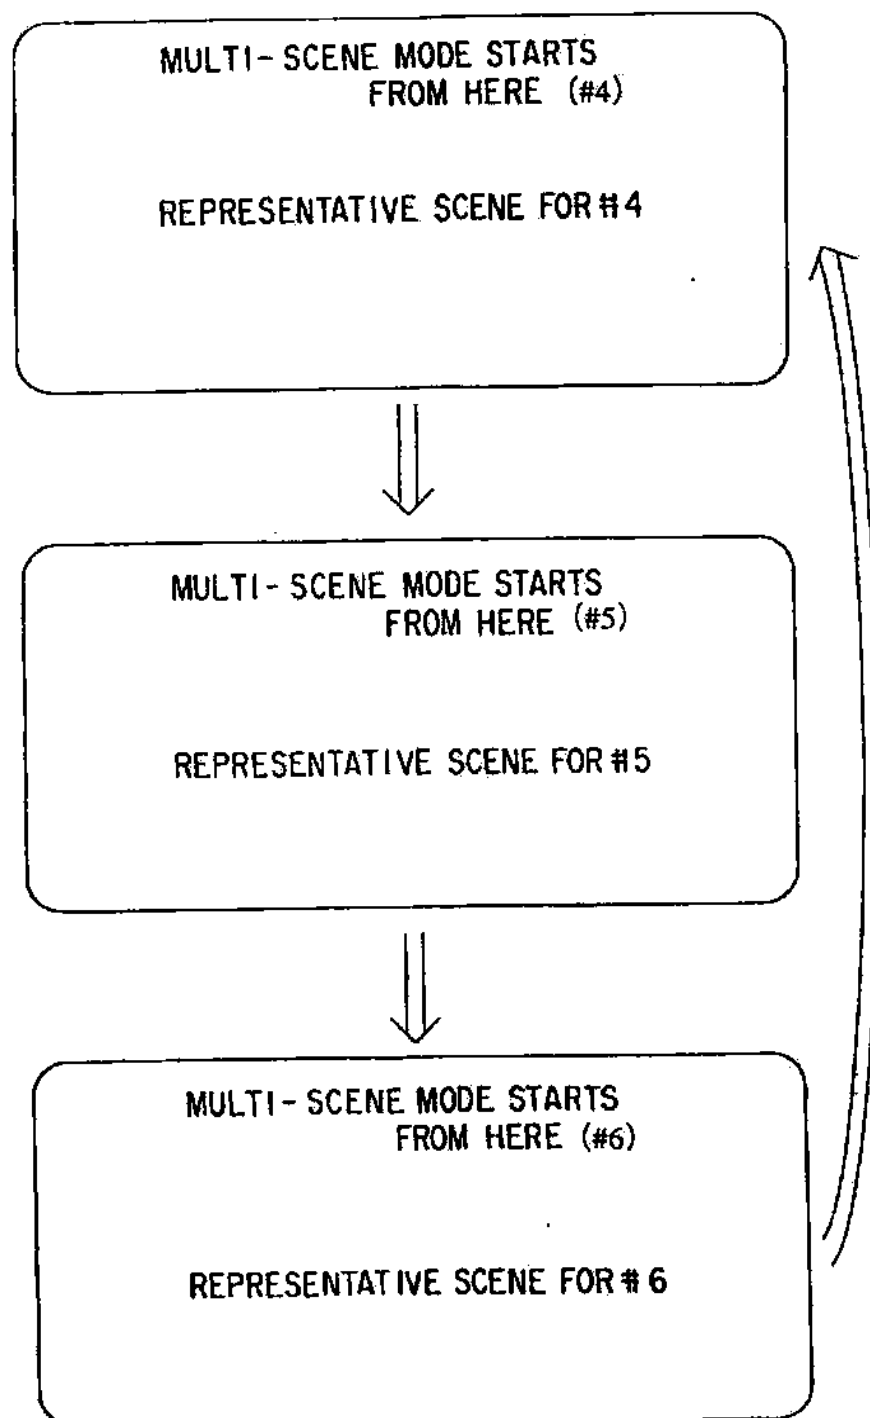 MULTI-SCENE MODE STARTS
FROM HERE (#4)
REPRESENTATIVE SCENE FOR #4
MULTI-SCENE MODE STARTS
FROM HERE (#5)
REPRESENTATIVE SCENE FOR #5
MULTI-SCENE MODE STARTS
FROM HERE (#6)
REPRESENTATIVE SCENE FOR #6